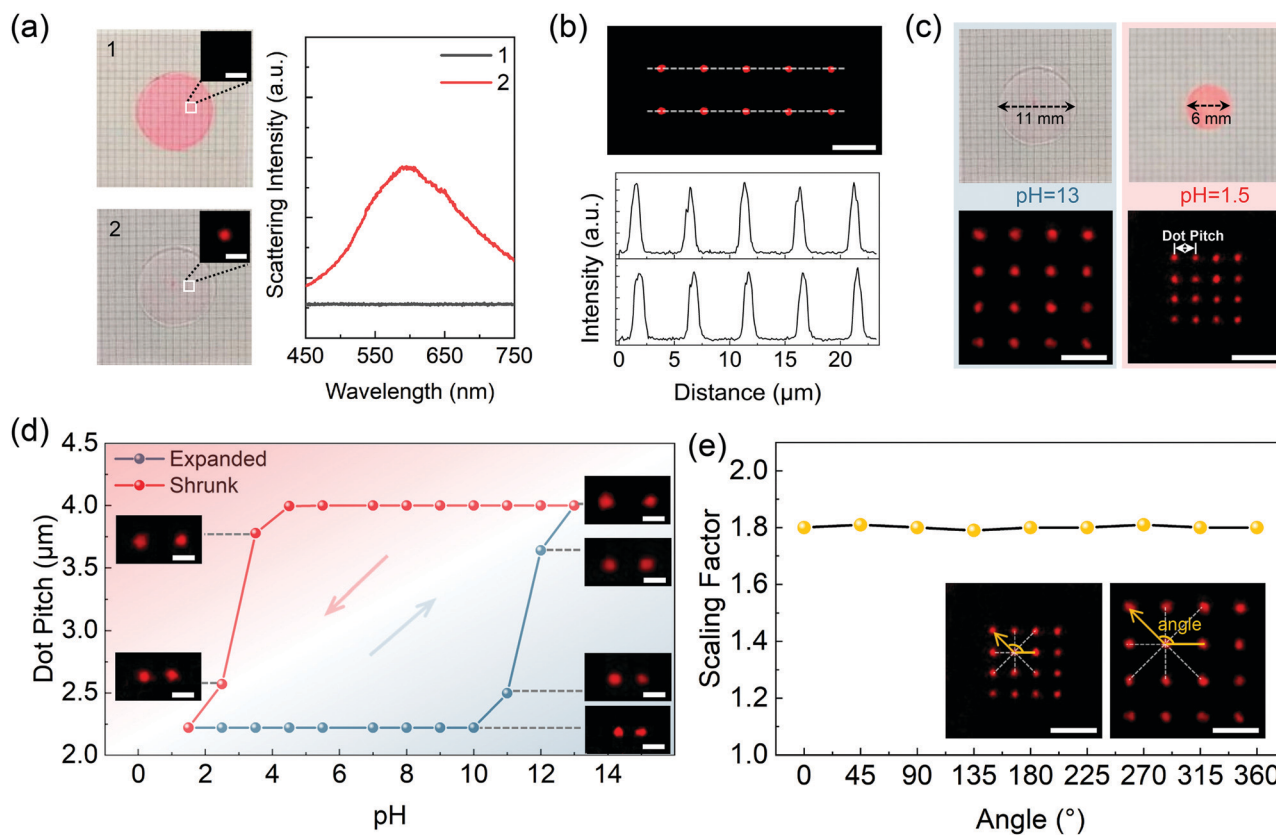 (a)
1
2
Scattering Intensity (a.u.)
1
2
450 550 650 750
Wavelength (nm)
(b)
Intensity (a.u.)
0 5 10 15 20
Distance (μm)
(c)
11 mm
6 mm
pH=13
pH=1.5
Dot Pitch
(d)
Dot Pitch (μm)
4.5
4.0
3.5
3.0
2.5
2.0
Expanded
Shrunk
0 2 4 6 8 10 12 14
pH
(e)
Scaling Factor
2.0
1.8
1.6
1.4
1.2
1.0
angle
0 45 90 135 180 225 270 315 360
Angle (°)